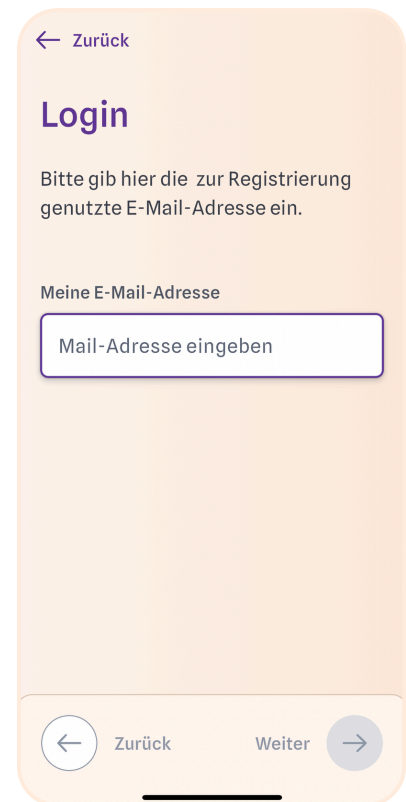 Zurück
Login
Bitte gib hier die  zur Registrierung
genutzte E-Mail-Adresse ein.
Meine E-Mail-Adresse
Mail-Adresse eingeben
Zurück
Weiter